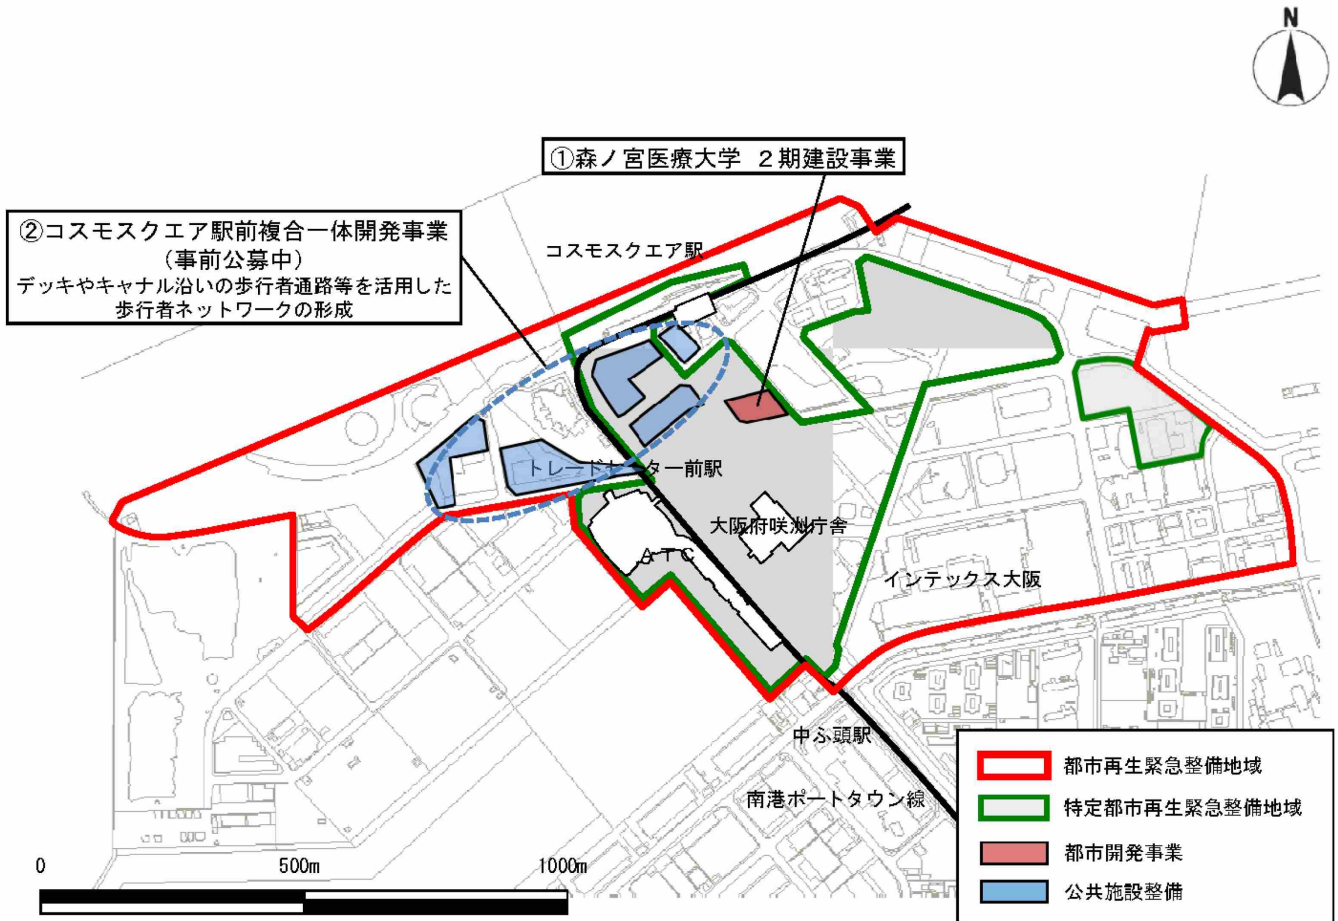 N
①森ノ宮医療大学 2期建設事業
②コスモスクエア駅前複合一体開発事業
(事前公募中)
デッキやキャナル沿いの歩行者通路等を活用した
歩行者ネットワークの形成
コスモスクエア駅
トレードセンター前駅
大阪府咲洲庁舎
ATC
インテックス大阪
中ふ頭駅
南港ポートタウン線
都市再生緊急整備地域
特定都市再生緊急整備地域
都市開発事業
公共施設整備
0 500m 1000m